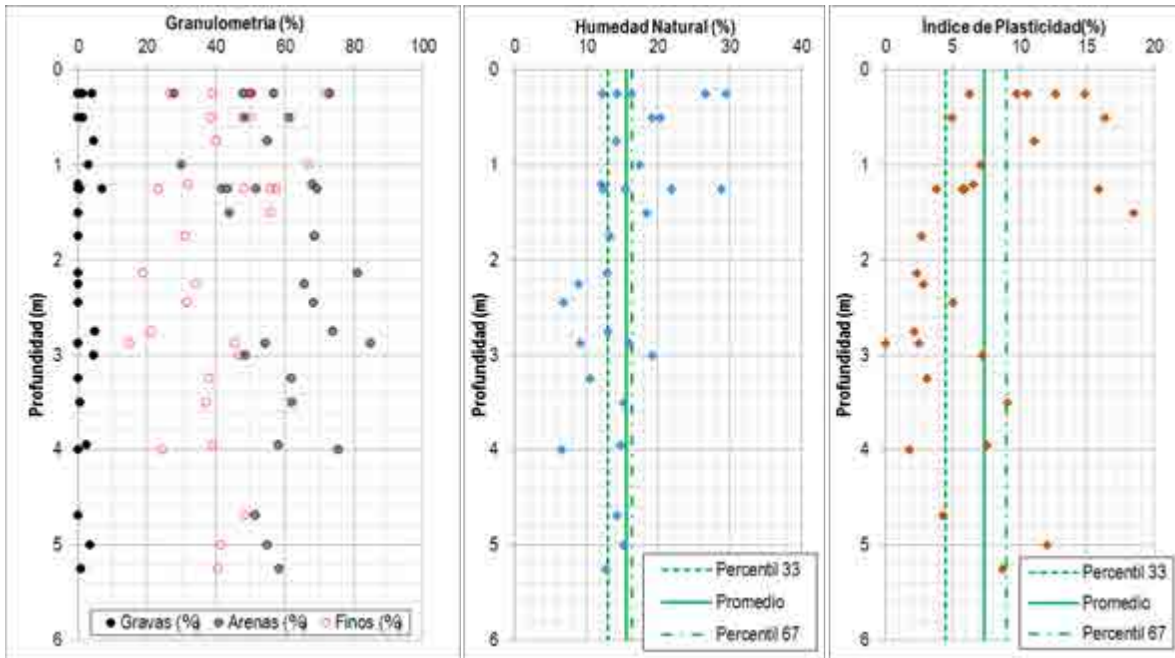 Granulometría (%)
0 20 40 60 80 100
0
1
2
3
4
5
6
Profundidad (m)
Gravas (%) Arenas (%) Finos (%)
Humedad Natural (%)
0 10 20 30 40
0
1
2
3
4
5
6
Profundidad (m)
Percentil 33
Promedio
Percentil 67
Índice de Plasticidad(%)
0 5 10 15 20
0
1
2
3
4
5
6
Profundidad (m)
Percentil 33
Promedio
Percentil 67